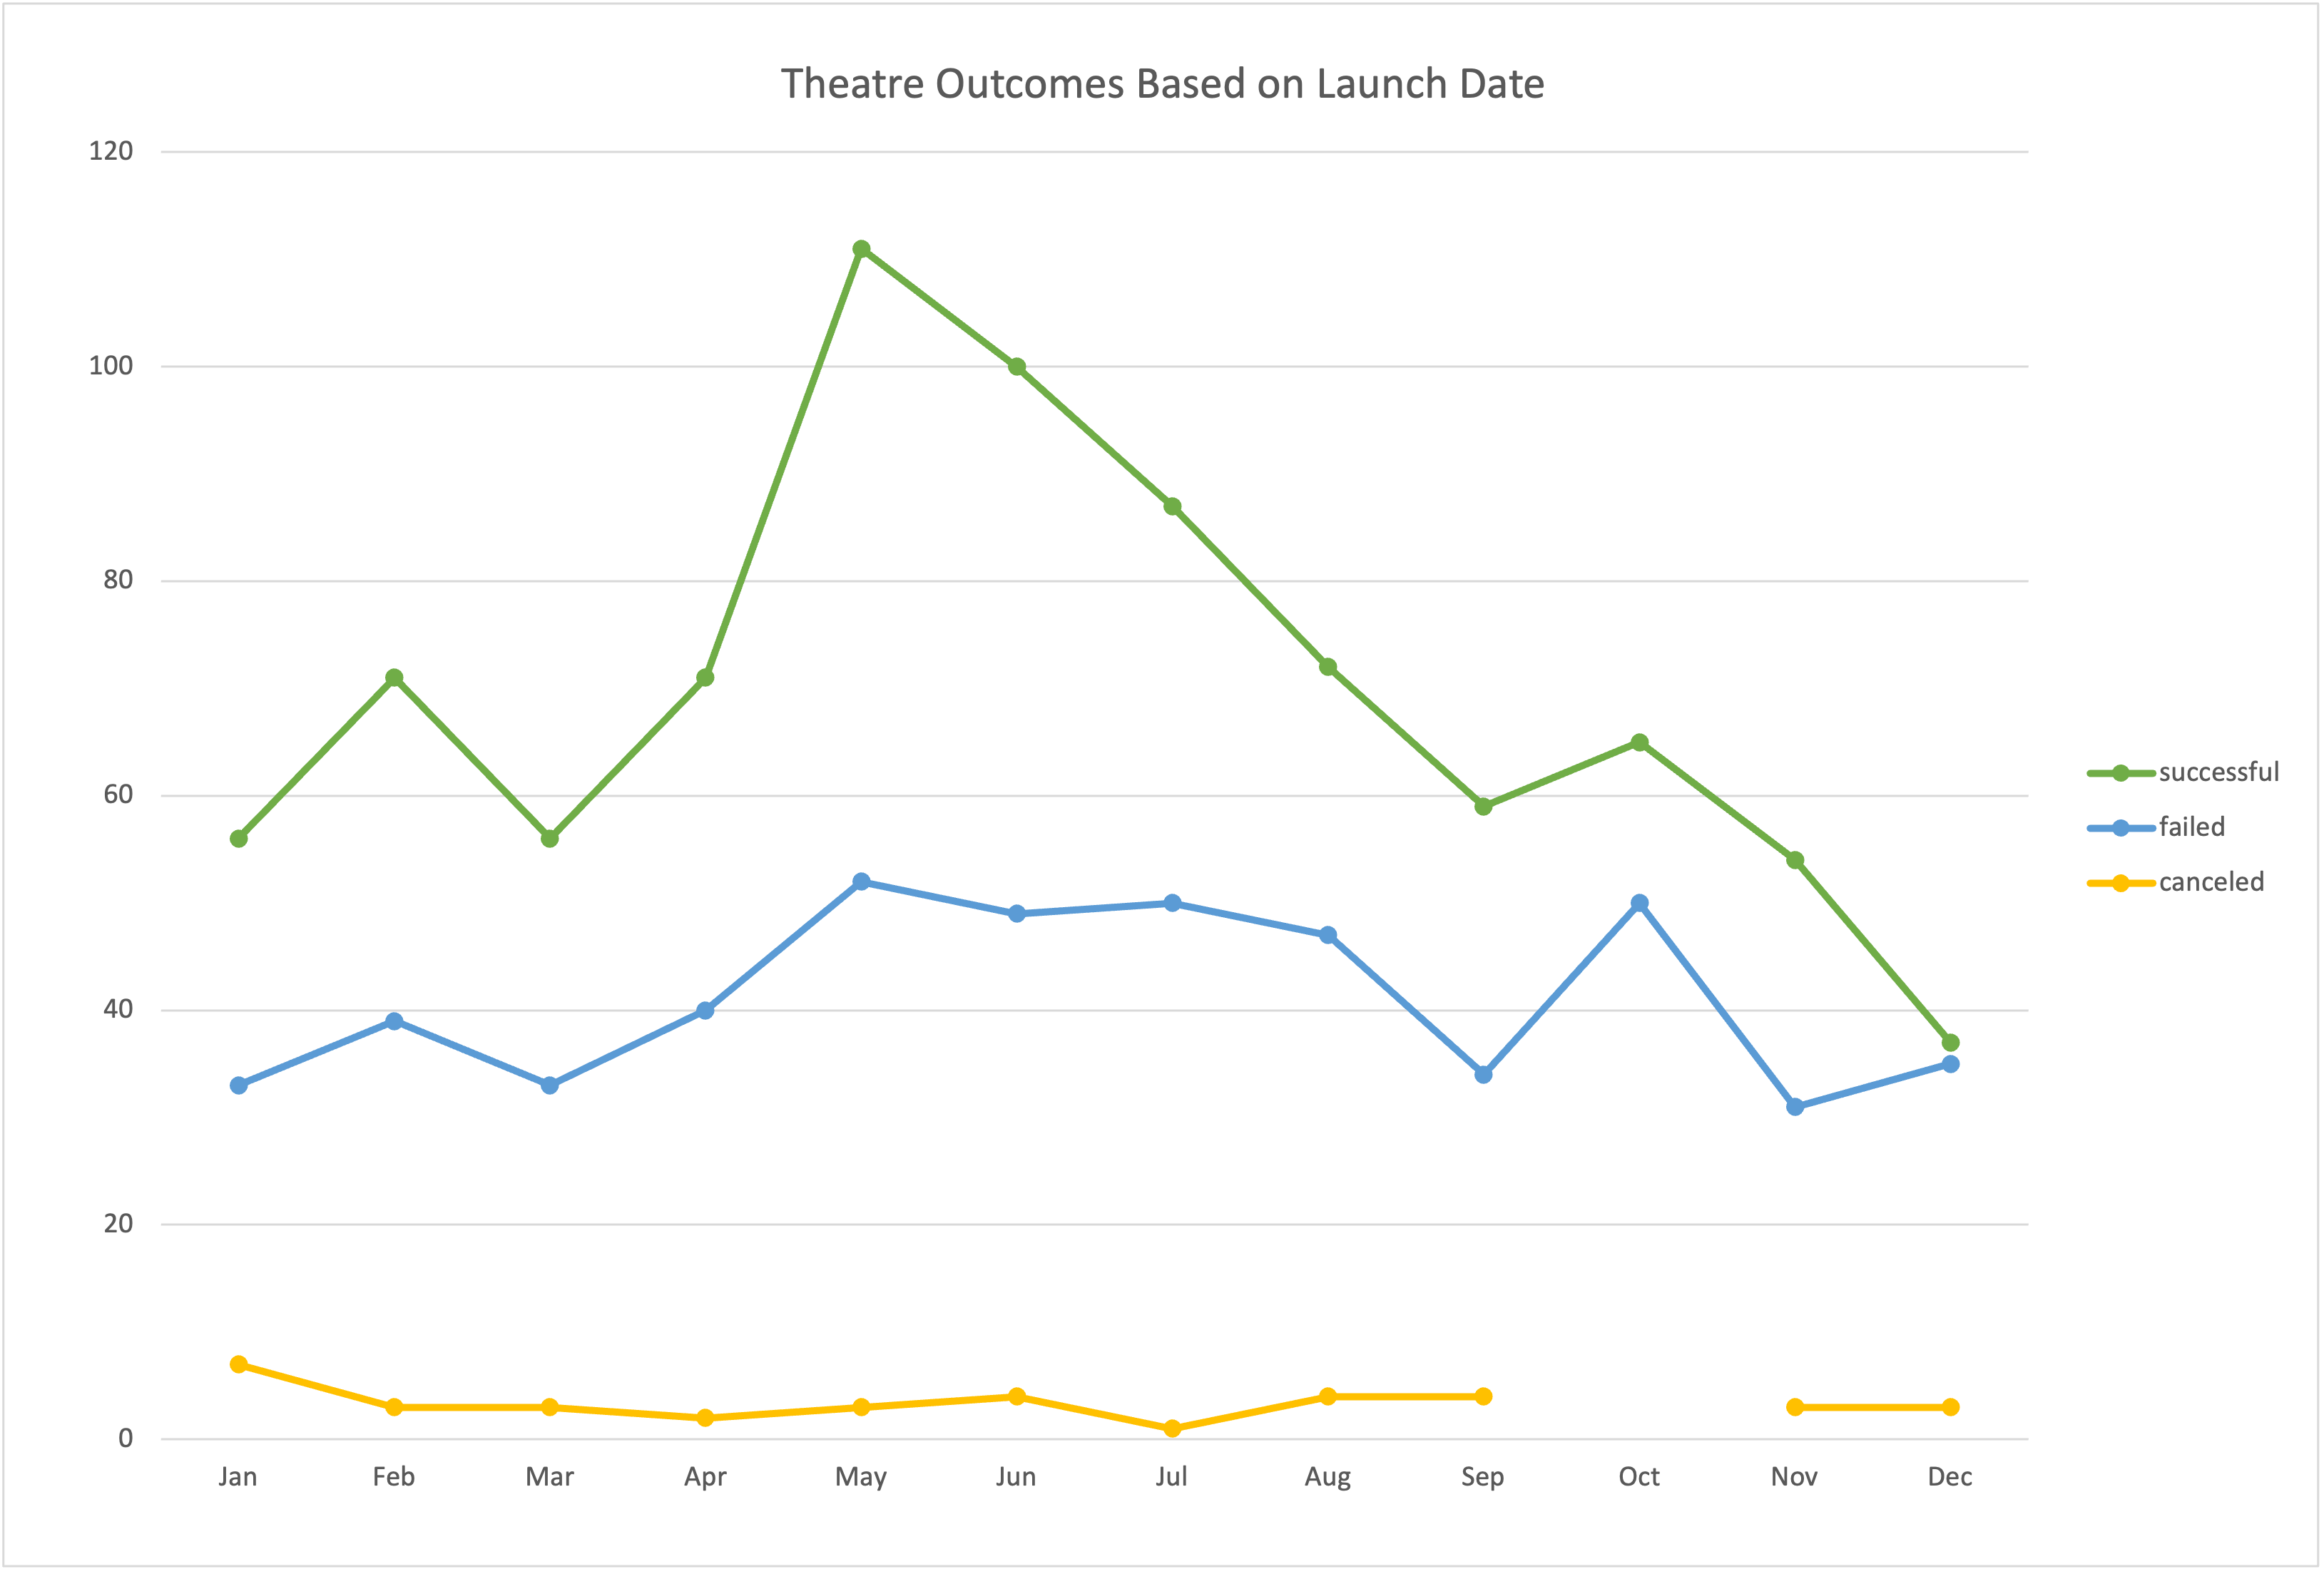 Theatre Outcomes Based on Launch Date
120
100
80
60
40
20
0
Jan Feb Mar Apr May Jun Jul Aug Sep Oct Nov Dec
successful
failed
canceled